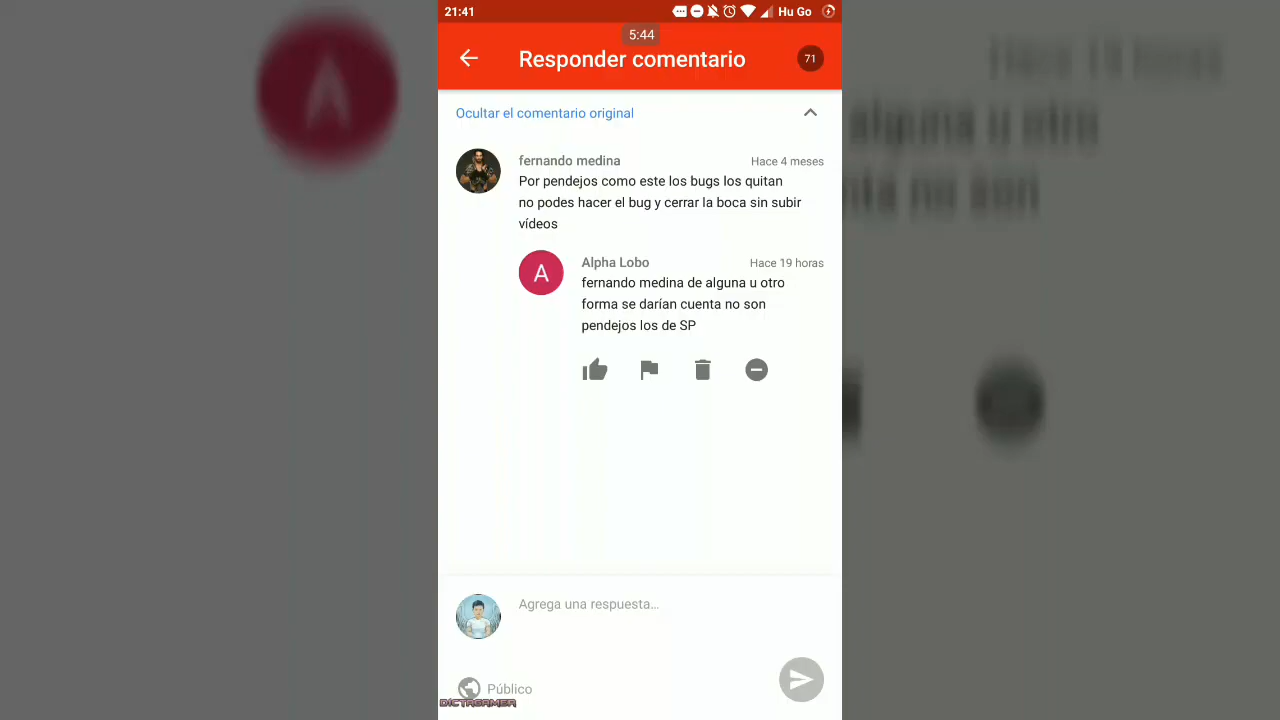 21:41
Hu Go
5:44
Responder comentario
71
Ocultar el comentario original
fernando medina
Hace 4 meses
Por pendejos como este los bugs los quitan
no podes hacer el bug y cerrar la boca sin subir
vídeos
A
Alpha Lobo
Hace 19 horas
fernando medina de alguna u otro
forma se darían cuenta no son
pendejos los de SP
Agrega una respuesta...
Público
DICTAGAMER